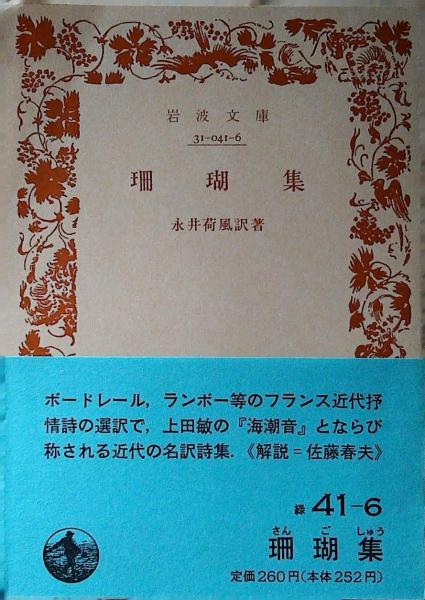 岩波文庫
31-041-6
珊瑚集
永井荷風訳著
ボードレール，ランボー等のフランス近代抒
情詩の選訳で，上田敏の『海潮音』とならび
称される近代の名訳詩集．《解説＝佐藤春夫》
緑 41-6
さん ご しゅう
珊瑚集
定価260円(本体252円)